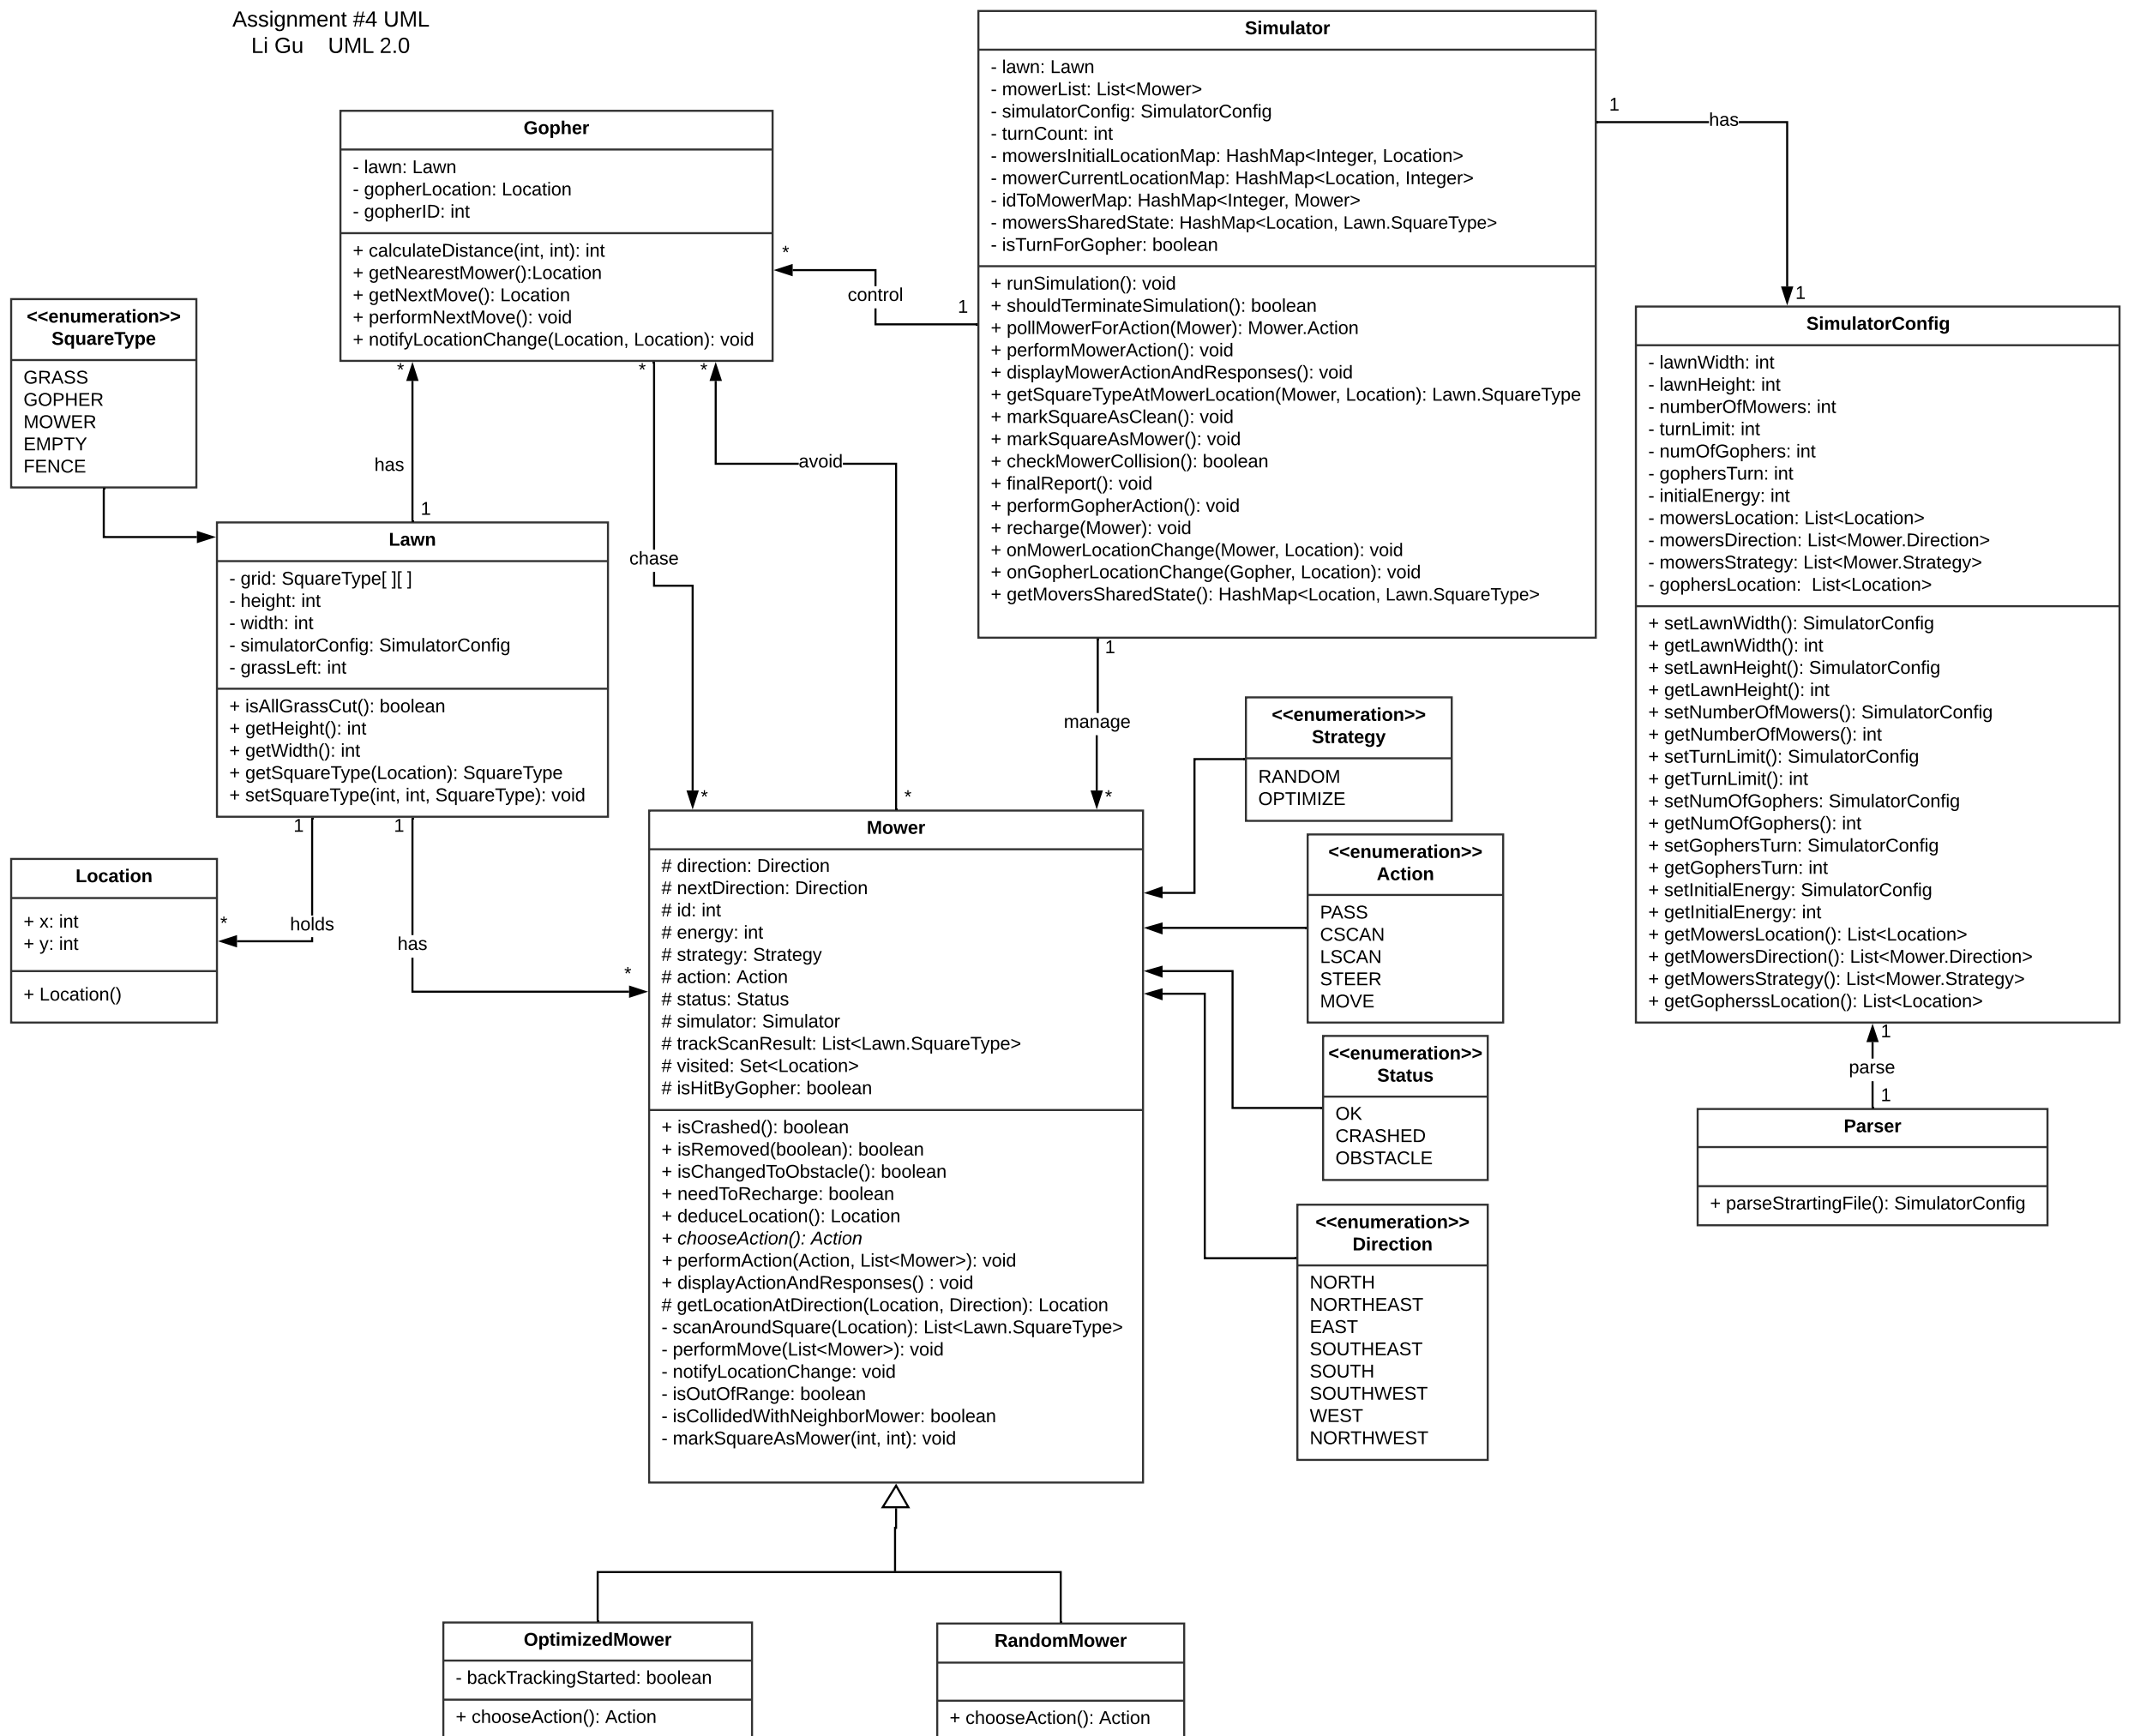 Assignment #4 UML
Li Gu    UML 2.0
Simulator
- lawn: Lawn
- mowerList: List<Mower>
- simulatorConfig: SimulatorConfig
- turnCount: int
- mowersInitialLocationMap: HashMap<Integer, Location>
- mowerCurrentLocationMap: HashMap<Location, Integer>
- idToMowerMap: HashMap<Integer, Mower>
- mowersSharedState: HashMap<Location, Lawn.SquareType>
- isTurnForGopher: boolean
+ runSimulation(): void
+ shouldTerminateSimulation(): boolean
+ pollMowerForAction(Mower): Mower.Action
+ performMowerAction(): void
+ displayMowerActionAndResponses(): void
+ getSquareTypeAtMowerLocation(Mower, Location): Lawn.SquareType
+ markSquareAsClean(): void
+ markSquareAsMower(): void
+ checkMowerCollision(): boolean
+ finalReport(): void
+ performGopherAction(): void
+ recharge(Mower): void
+ onMowerLocationChange(Mower, Location): void
+ onGopherLocationChange(Gopher, Location): void
+ getMoversSharedState(): HashMap<Location, Lawn.SquareType>
1
has
1
Gopher
- lawn: Lawn
- gopherLocation: Location
- gopherID: int
+ calculateDistance(int, int): int
+ getNearestMower():Location
+ getNextMove(): Location
+ performNextMove(): void
+ notifyLocationChange(Location, Location): void
*
control
1
<<enumeration>>
SquareType
GRASS
GOPHER
MOWER
EMPTY
FENCE
*
has
1
*
chase
*
*
avoid
*
Lawn
- grid: SquareType[ ][ ]
- height: int
- width: int
- simulatorConfig: SimulatorConfig
- grassLeft: int
+ isAllGrassCut(): boolean
+ getHeight(): int
+ getWidth(): int
+ getSquareType(Location): SquareType
+ setSquareType(int, int, SquareType): void
1
holds
*
1
has
*
Location
+ x: int
+ y: int
+ Location()
1
manage
*
Mower
# direction: Direction
# nextDirection: Direction
# id: int
# energy: int
# strategy: Strategy
# action: Action
# status: Status
# simulator: Simulator
# trackScanResult: List<Lawn.SquareType>
# visited: Set<Location>
# isHitByGopher: boolean
+ isCrashed(): boolean
+ isRemoved(boolean): boolean
+ isChangedToObstacle(): boolean
+ needToRecharge: boolean
+ deduceLocation(): Location
+ chooseAction(): Action
+ performAction(Action, List<Mower>): void
+ displayActionAndResponses() : void
# getLocationAtDirection(Location, Direction): Location
- scanAroundSquare(Location): List<Lawn.SquareType>
- performMove(List<Mower>): void
- notifyLocationChange: void
- isOutOfRange: boolean
- isCollidedWithNeighborMower: boolean
- markSquareAsMower(int, int): void
<<enumeration>>
Strategy
RANDOM
OPTIMIZE
<<enumeration>>
Action
PASS
CSCAN
LSCAN
STEER
MOVE
<<enumeration>>
Status
OK
CRASHED
OBSTACLE
<<enumeration>>
Direction
NORTH
NORTHEAST
EAST
SOUTHEAST
SOUTH
SOUTHWEST
WEST
NORTHWEST
SimulatorConfig
- lawnWidth: int
- lawnHeight: int
- numberOfMowers: int
- turnLimit: int
- numOfGophers: int
- gophersTurn: int
- initialEnergy: int
- mowersLocation: List<Location>
- mowersDirection: List<Mower.Direction>
- mowersStrategy: List<Mower.Strategy>
- gophersLocation:  List<Location>
+ setLawnWidth(): SimulatorConfig
+ getLawnWidth(): int
+ setLawnHeight(): SimulatorConfig
+ getLawnHeight(): int
+ setNumberOfMowers(): SimulatorConfig
+ getNumberOfMowers(): int
+ setTurnLimit(): SimulatorConfig
+ getTurnLimit(): int
+ setNumOfGophers: SimulatorConfig
+ getNumOfGophers(): int
+ setGophersTurn: SimulatorConfig
+ getGophersTurn: int
+ setInitialEnergy: SimulatorConfig
+ getInitialEnergy: int
+ getMowersLocation(): List<Location>
+ getMowersDirection(): List<Mower.Direction>
+ getMowersStrategy(): List<Mower.Strategy>
+ getGopherssLocation(): List<Location>
1
parse
1
Parser
+ parseStrartingFile(): SimulatorConfig
OptimizedMower
- backTrackingStarted: boolean
+ chooseAction(): Action
RandomMower
+ chooseAction(): Action